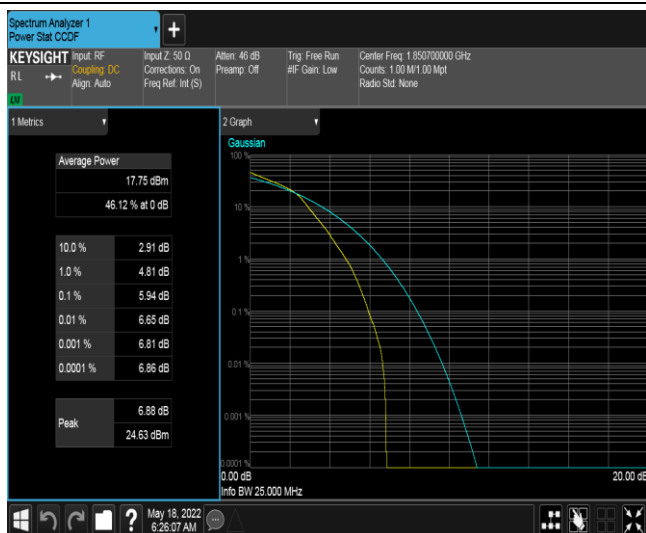 Spectrum Analyzer 1
Power Stat CCDF
+
KEYSIGHT
RL
Input: RF
Coupling: DC
Align: Auto
Input Z: 50 Ω
Corrections: On
Freq Ref: Int (S)
Atten: 46 dB
Preamp: Off
Trig: Free Run
#IF Gain: Low
Center Freq: 1.850700000 GHz
Counts: 1.00 M/1.00 Mpt
Radio Std: None
1 Metrics
Average Power
17.75 dBm
46.12 % at 0 dB
10.0 % 2.91 dB
1.0 % 4.81 dB
0.1 % 5.94 dB
0.01 % 6.65 dB
0.001 % 6.81 dB
0.0001 % 6.86 dB
Peak
6.88 dB
24.63 dBm
2 Graph
Gaussian
100 %
10 %
1 %
0.1 %
0.01 %
0.001 %
0.0001 %
0.00 dB
20.00 dB
Info BW 25.000 MHz
?
May 18, 2022
6:26:07 AM